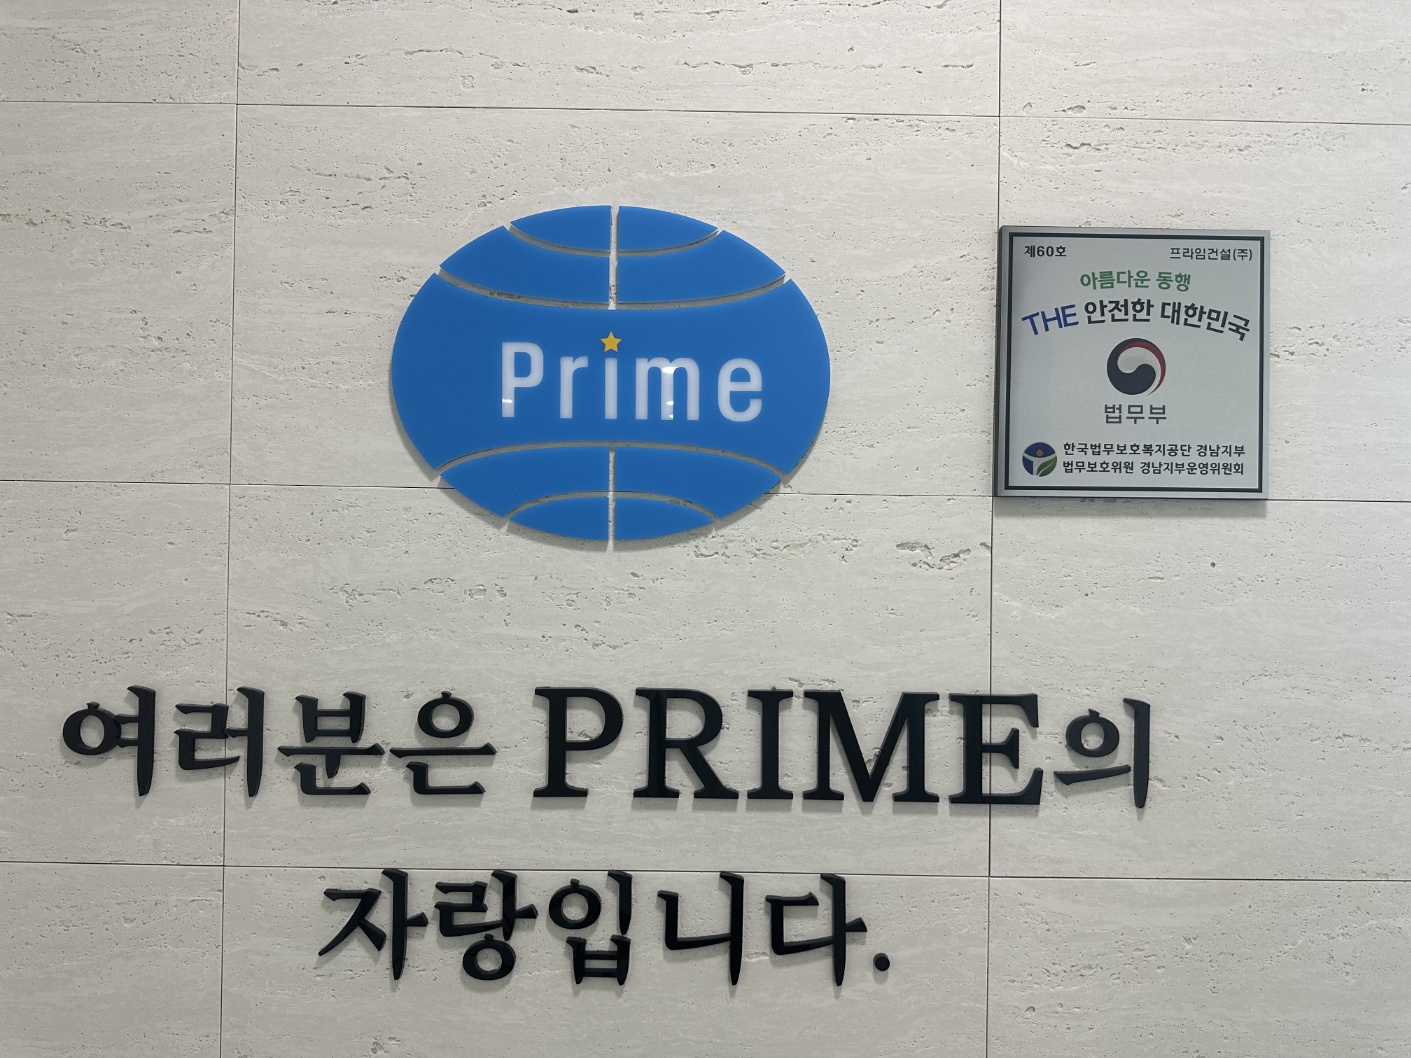 Prime
제60호 프라임건설(주)
아름다운 동행
THE 안전한 대한민국
법무부
한국법무보호복지공단 경남지부
법무보호위원 경남지부운영위원회
여러분은 PRIME의
자랑입니다.